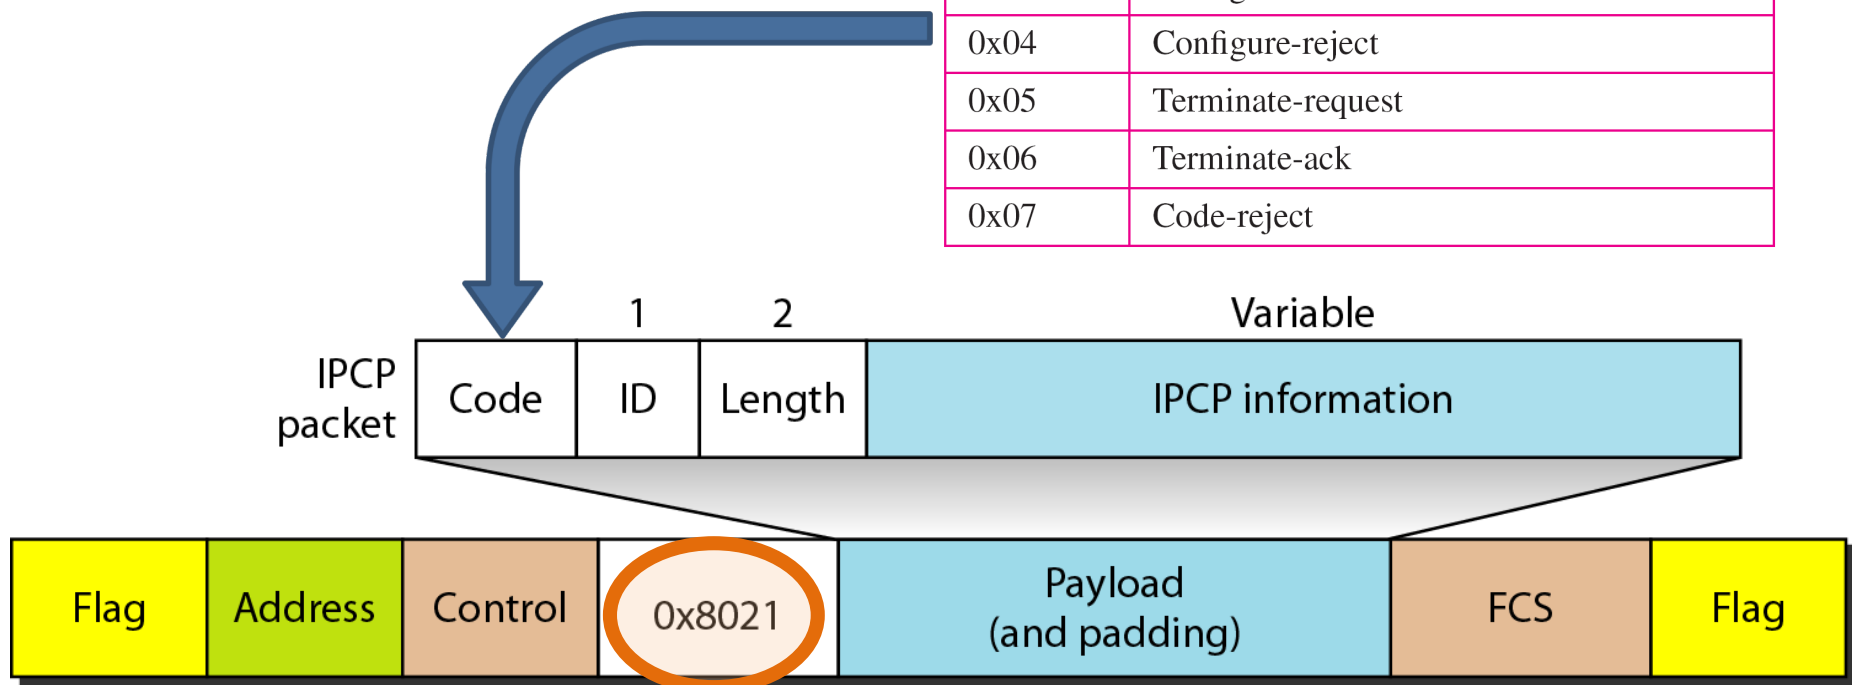 0x04 Configure-reject
0x05 Terminate-request
0x06 Terminate-ack
0x07 Code-reject
1 2 Variable
IPCP
packet
Code ID Length IPCP information
Flag Address Control 0x8021 Payload
(and padding) FCS Flag